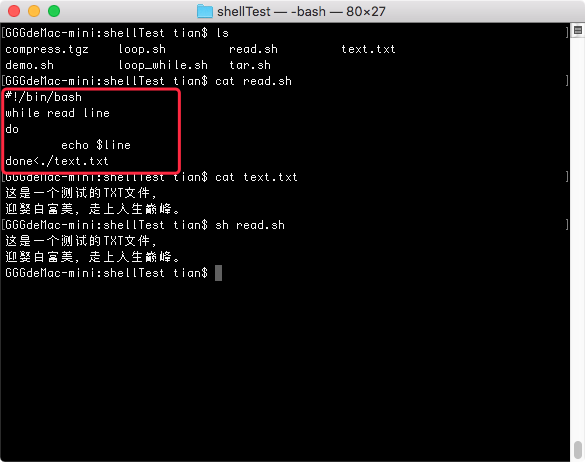 shellTest — -bash — 80×27
[GGGdeMac-mini:shellTest tian$ ls ]
compress.tgz loop.sh read.sh text.txt
demo.sh loop_while.sh tar.sh
[GGGdeMac-mini:shellTest tian$ cat read.sh ]
#!/bin/bash
while read line
do
echo $line
done<./text.txt
[GGGdeMac-mini:shellTest tian$ cat text.txt ]
这是一个测试的TXT文件，
迎娶白富美，走上人生巅峰。
[GGGdeMac-mini:shellTest tian$ sh read.sh ]
这是一个测试的TXT文件，
迎娶白富美，走上人生巅峰。
GGGdeMac-mini:shellTest tian$